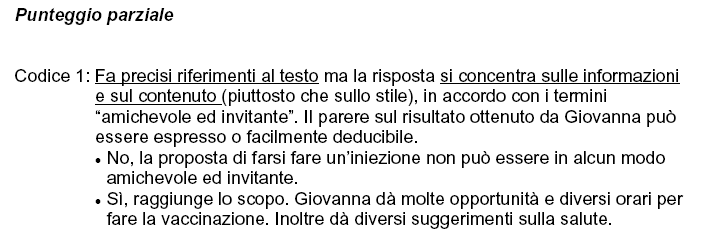 Punteggio parziale
Codice 1: Fa precisi riferimenti al testo ma la risposta si concentra sulle informazioni
e sul contenuto (piuttosto che sullo stile), in accordo con i termini
“amichevole ed invitante”. Il parere sul risultato ottenuto da Giovanna può
essere espresso o facilmente deducibile.
• No, la proposta di farsi fare un’iniezione non può essere in alcun modo
amichevole ed invitante.
• Sì, raggiunge lo scopo. Giovanna dà molte opportunità e diversi orari per
fare la vaccinazione. Inoltre dà diversi suggerimenti sulla salute.